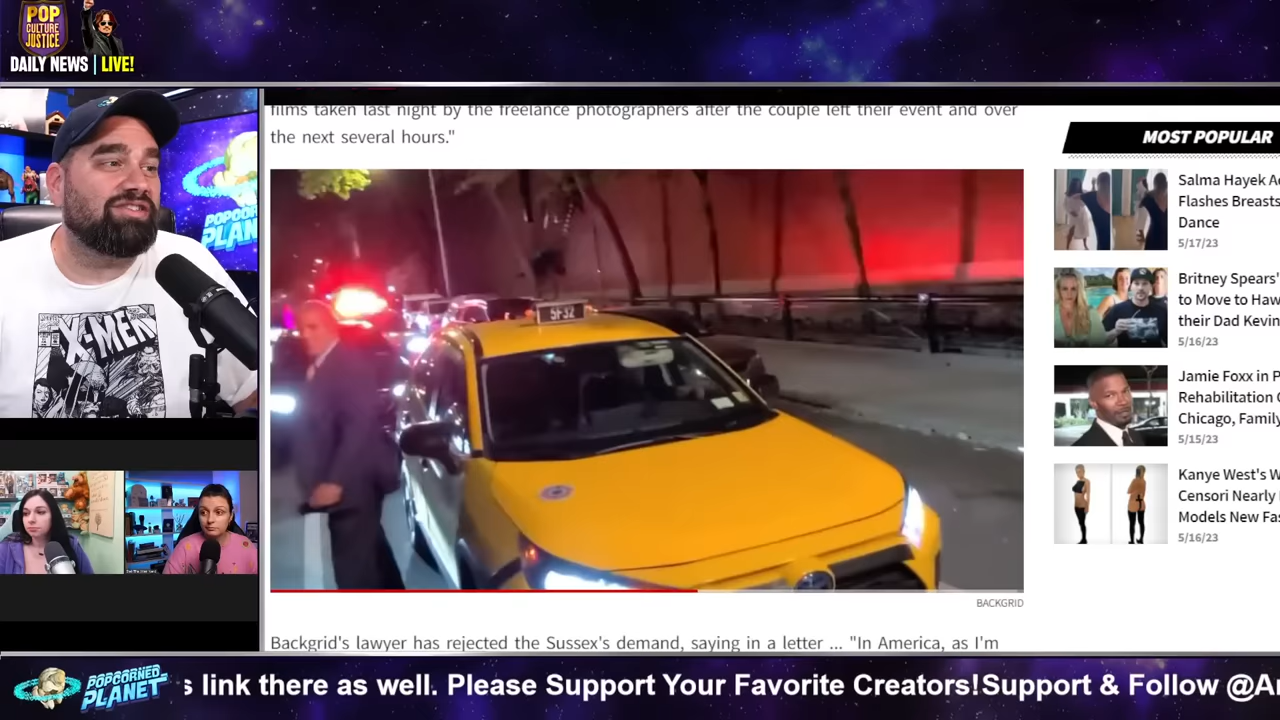 POP
CULTURE
JUSTICE
DAILY NEWS | LIVE!
films taken last night by the freelance photographers after the couple left their event and over
the next several hours."
MOST POPULAR
Salma Hayek Ac
Flashes Breasts
Dance
5/17/23
Britney Spears'
to Move to Haw
their Dad Kevin
5/16/23
Jamie Foxx in P
Rehabilitation C
Chicago, Family
5/15/23
Kanye West's W
Censori Nearly
Models New Fas
5/16/23
POPCORN
PLAN
X-MEN
5F32
BACKGRID
Backgrid's lawyer has rejected the Sussex's demand, saying in a letter ... "In America, as I'm
POPCORNED
PLANET
s link there as well. Please Support Your Favorite Creators!Support & Follow @A